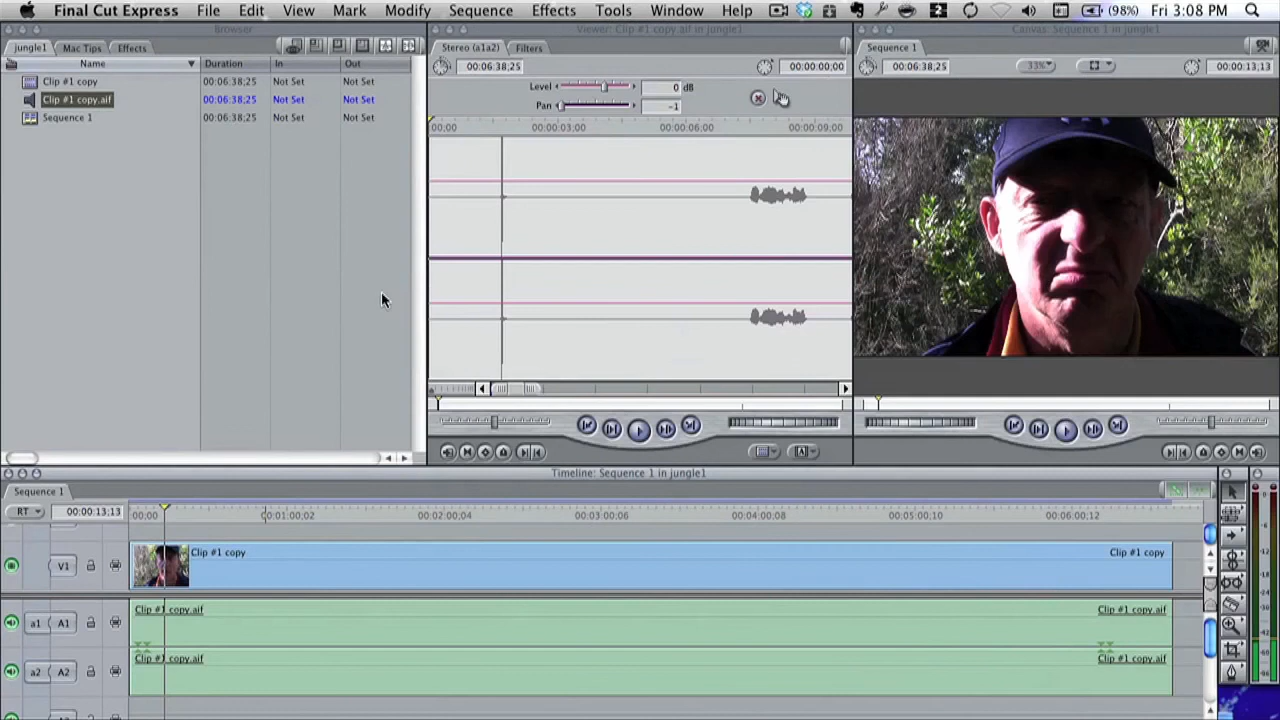 Final Cut Express File Edit View Mark Modify Sequence Effects Tools Window Help (98%) Fri 3:08 PM
Browser
Viewer: Clip #1 copy.aif in jungle1
Canvas: Sequence 1 in jungle1
jungle1 Mac Tips Effects
Stereo (a1a2) Filters
Sequence 1
Name Duration In Out
00:06:38;25 00:00:00;00
00:06:38;25 33% 00:00:13;13
Clip #1 copy 00:06:38;25 Not Set Not Set
Clip #1 copy.aif 00:06:38;25 Not Set Not Set
Sequence 1 00:06:38;25 Not Set Not Set
Level 0 dB
Pan -1
00;00 00:00:03;00 00:00:06;00 00:00:09;00
Timeline: Sequence 1 in jungle1
Sequence 1
RT 00:00:13;13 00;00 00:01:00;02 00:02:00;04 00:03:00;06 00:04:00;08 00:05:00;10 00:06:00;12
V1 Clip #1 copy Clip #1 copy
a1 A1 Clip #1 copy.aif Clip #1 copy.aif
a2 A2 Clip #1 copy.aif Clip #1 copy.aif